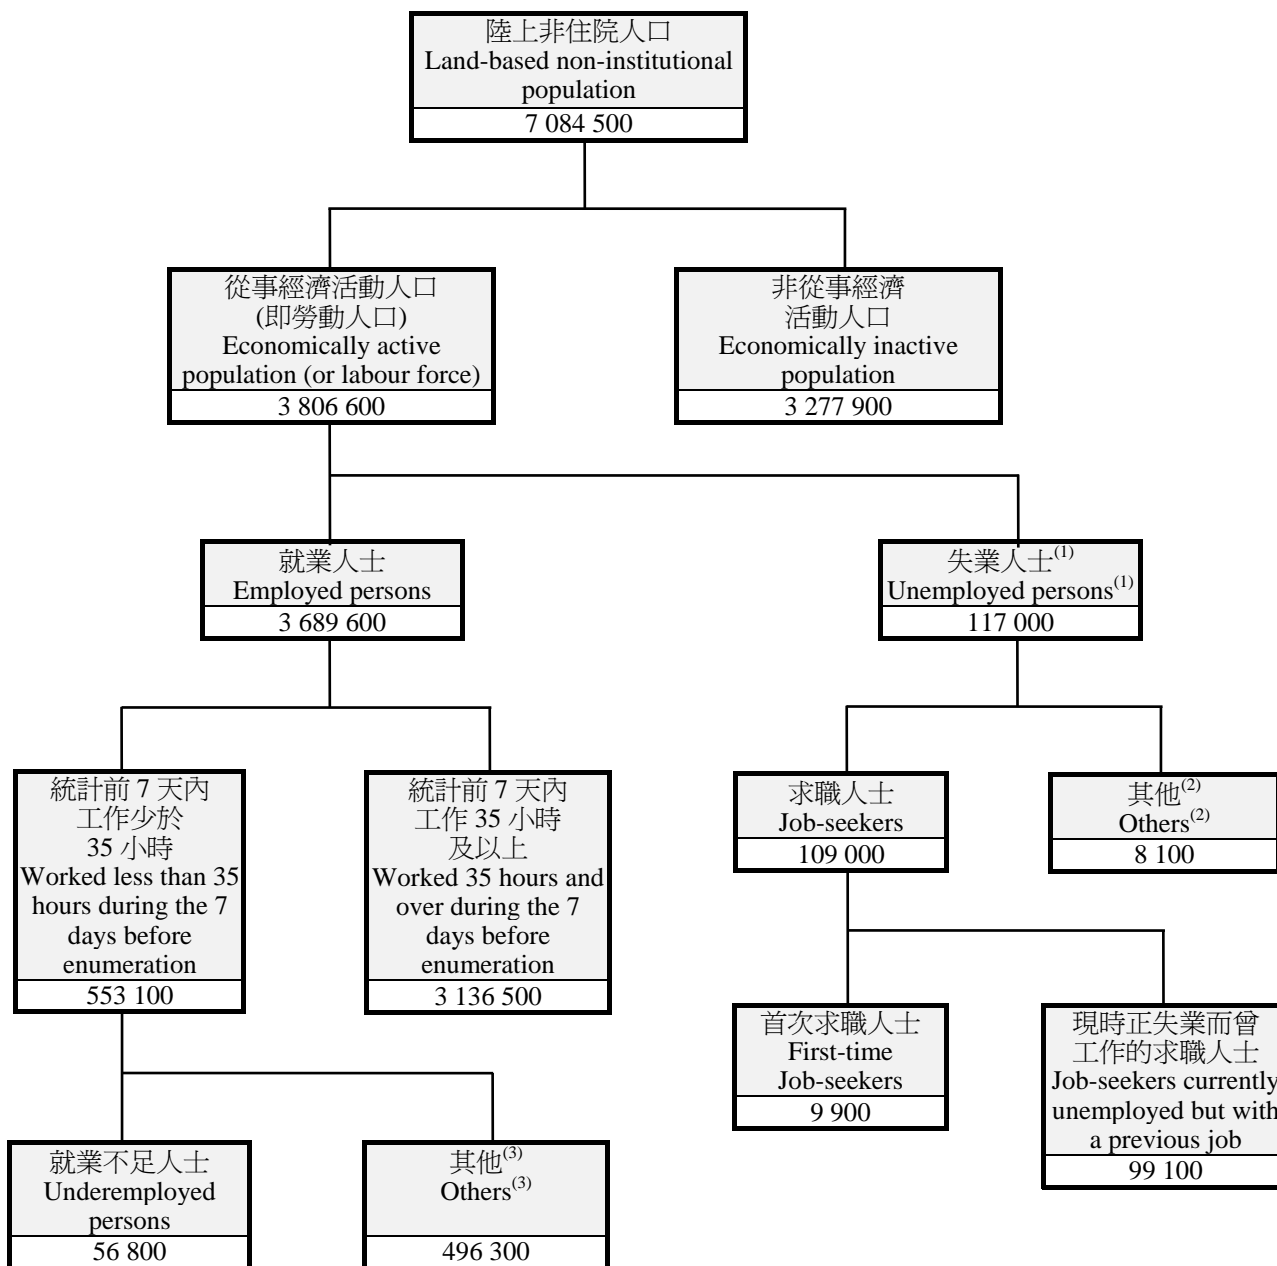 陸上非住院人口
Land-based non-institutional
population
7 084 500
從事經濟活動人口
(即勞動人口)
Economically active
population (or labour force)
3 806 600
非從事經濟
活動人口
Economically inactive
population
3 277 900
就業人士
Employed persons
3 689 600
失業人士(1)
Unemployed persons(1)
117 000
統計前 7 天內
工作少於
35 小時
Worked less than 35
hours during the 7
days before
enumeration
553 100
統計前 7 天內
工作 35 小時
及以上
Worked 35 hours and
over during the 7
days before
enumeration
3 136 500
求職人士
Job-seekers
109 000
其他(2)
Others(2)
8 100
首次求職人士
First-time
Job-seekers
9 900
現時正失業而曾
工作的求職人士
Job-seekers currently
unemployed but with
a previous job
99 100
就業不足人士
Underemployed
persons
56 800
其他(3)
Others(3)
496 300